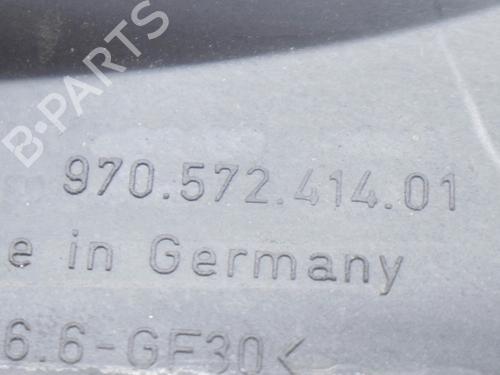 B-PARTS
970.572.414.01
e in Germany
6.6-GF30<